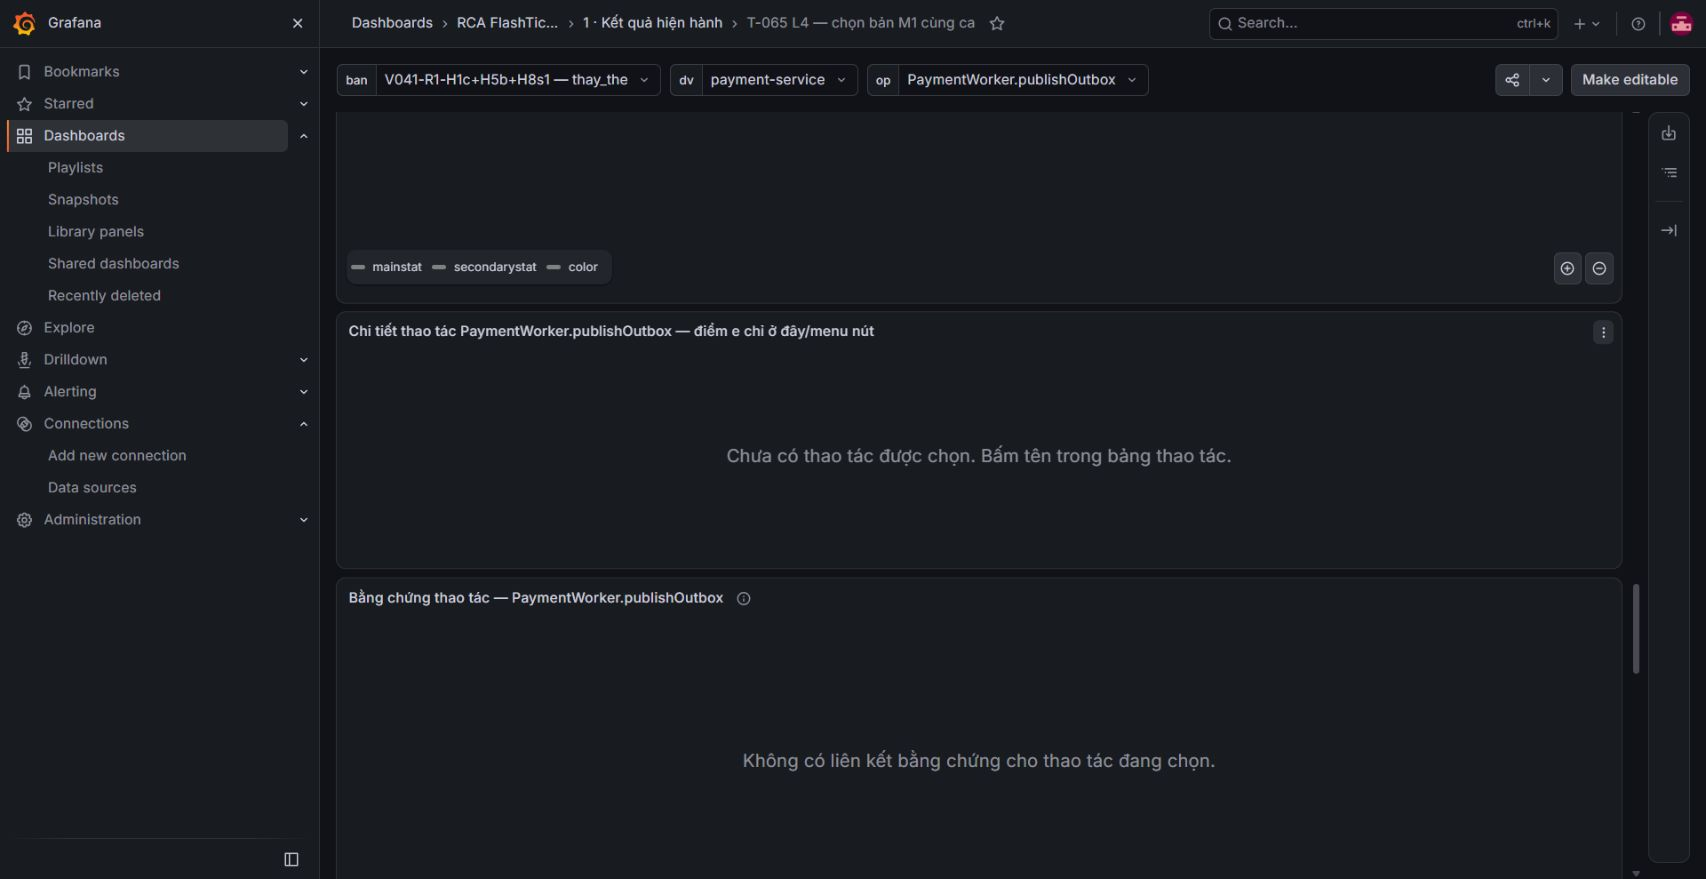 Grafana
Dashboards › RCA FlashTic... › 1 · Kết quả hiện hành › T-065 L4 — chọn bản M1 cùng ca
Search...
ctrl+k
Bookmarks
Starred
Dashboards
Playlists
Snapshots
Library panels
Shared dashboards
Recently deleted
Explore
Drilldown
Alerting
Connections
Add new connection
Data sources
Administration
ban V041-R1-H1c+H5b+H8s1 — thay_the
dv payment-service
op PaymentWorker.publishOutbox
Make editable
mainstat secondarystat color
Chi tiết thao tác PaymentWorker.publishOutbox — điểm e chỉ ở đây/menu nút
Chưa có thao tác được chọn. Bấm tên trong bảng thao tác.
Bằng chứng thao tác — PaymentWorker.publishOutbox
Không có liên kết bằng chứng cho thao tác đang chọn.